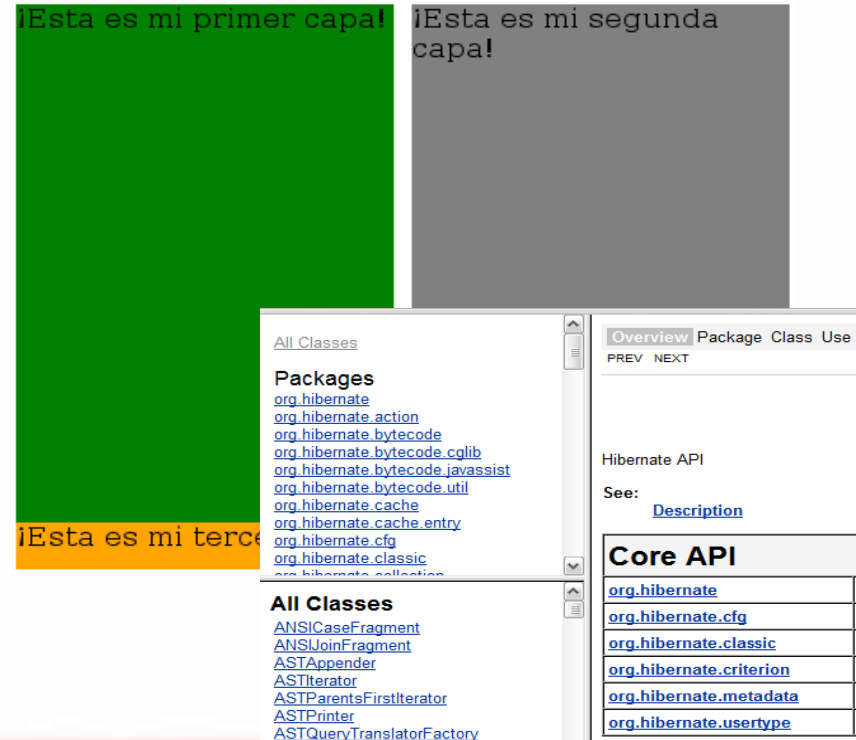 ¡Esta es mi primer capa!
¡Esta es mi segunda
capa!
¡Esta es mi
All Classes
Packages
org.hibernate
org.hibernate.action
org.hibernate.bytecode
org.hibernate.bytecode.cglib
org.hibernate.bytecode.javassist
org.hibernate.bytecode.util
org.hibernate.cache
org.hibernate.cache.entry
org.hibernate.cfg
org.hibernate.classic
org.hibernate.collection
All Classes
ANSICaseFragment
ANSIJoinFragment
ASTAppender
ASTIterator
ASTParentsFirstIterator
ASTPrinter
ASTQueryTranslatorFactory
Overview Package Class Use
PREV NEXT
Hibernate API
See:
Description
Core API
org.hibernate
org.hibernate.cfg
org.hibernate.classic
org.hibernate.criterion
org.hibernate.metadata
org.hibernate.usertype